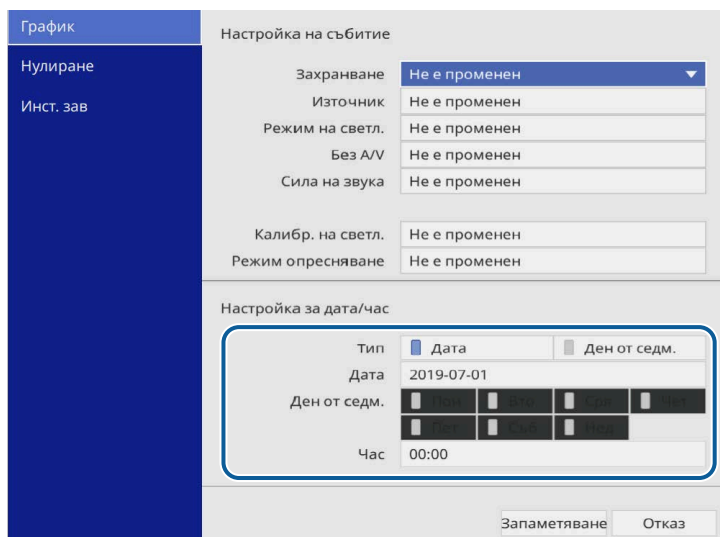 График
Нулиране
Инст. зав
Настройка на събитие
Захранване Не е променен
Източник Не е променен
Режим на светл. Не е променен
Без A/V Не е променен
Сила на звука Не е променен
Калибр. на светл. Не е променен
Режим опресняване Не е променен
Настройка за дата/час
Тип Дата Ден от седм.
Дата 2019-07-01
Ден от седм. Пон Вто Сря Чет
Пет Съб Нед
Час 00:00
Запаметяване Отказ